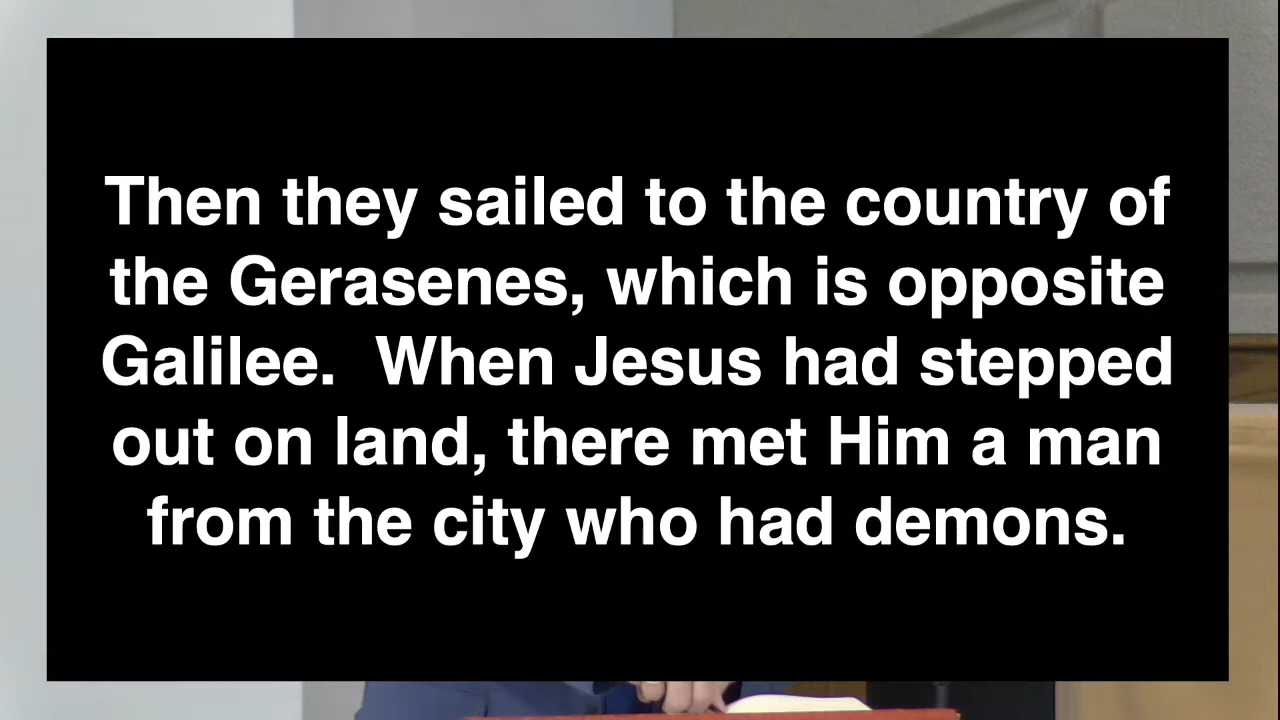 Then they sailed to the country of
the Gerasenes, which is opposite
Galilee.  When Jesus had stepped
out on land, there met Him a man
from the city who had demons.